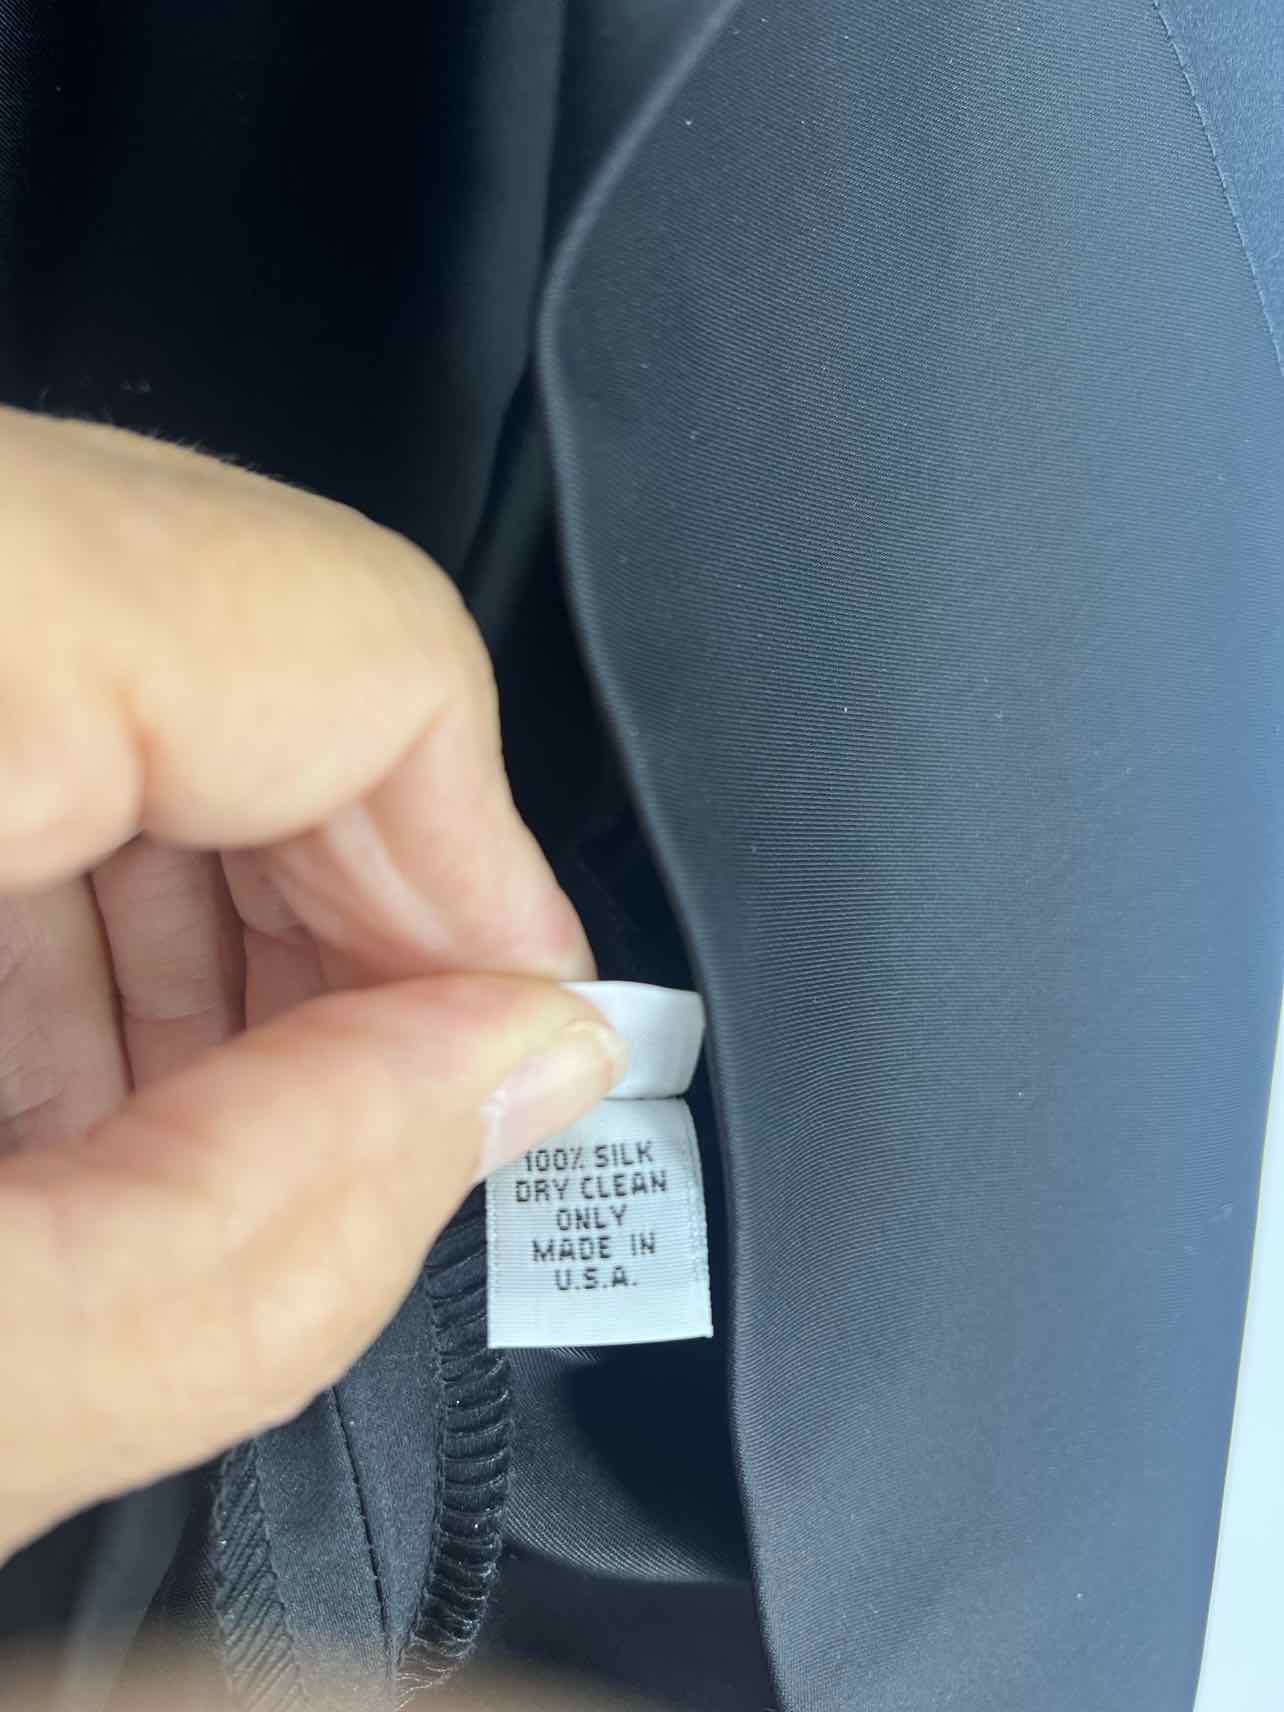 100% SILK
DRY CLEAN
ONLY
MADE IN
U.S.A.